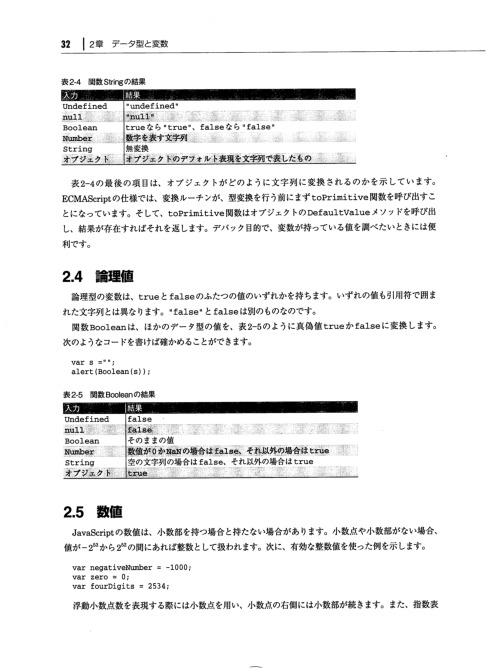 32 2章 データ型と変数
表2-4 関数Stringの結果
入力 結果
Undefined "undefined"
null "null"
Boolean trueなら"true"、falseなら"false"
Number 数字を表す文字列
String 無変換
オブジェクト オブジェクトのデフォルト表現を文字列で表したもの
表2-4の最後の項目は、オブジェクトがどのように文字列に変換されるのかを示しています。
ECMAScriptの仕様では、変換ルーチンが、型変換を行う前にまずtoPrimitive関数を呼び出すこ
とになっています。そして、toPrimitive関数はオブジェクトのDefaultValueメソッドを呼び出
し、結果が存在すればそれを返します。デバック目的で、変数が持っている値を調べたいときには便
利です。
2.4 論理値
論理型の変数は、trueとfalseのふたつの値のいずれかを持ちます。いずれの値も引用符で囲ま
れた文字列とは異なります。"false"とfalseは別のものなのです。
関数Booleanは、ほかのデータ型の値を、表2-5のように真偽値trueかfalseに変換します。
次のようなコードを書けば確かめることができます。
var s ="";
alert(Boolean(s));
表2-5 関数Booleanの結果
入力 結果
Undefined false
null false
Boolean そのままの値
Number 数値が0かNaNの場合はfalse、それ以外の場合はtrue
String 空の文字列の場合はfalse、それ以外の場合はtrue
オブジェクト true
2.5 数値
JavaScriptの数値は、小数部を持つ場合と持たない場合があります。小数点や小数部がない場合、
値が−2⁵³から2⁵³の間にあれば整数として扱われます。次に、有効な整数値を使った例を示します。
var negativeNumber = -1000;
var zero = 0;
var fourDigits = 2534;
浮動小数点数を表現する際には小数点を用い、小数点の右側には小数部が続きます。また、指数表